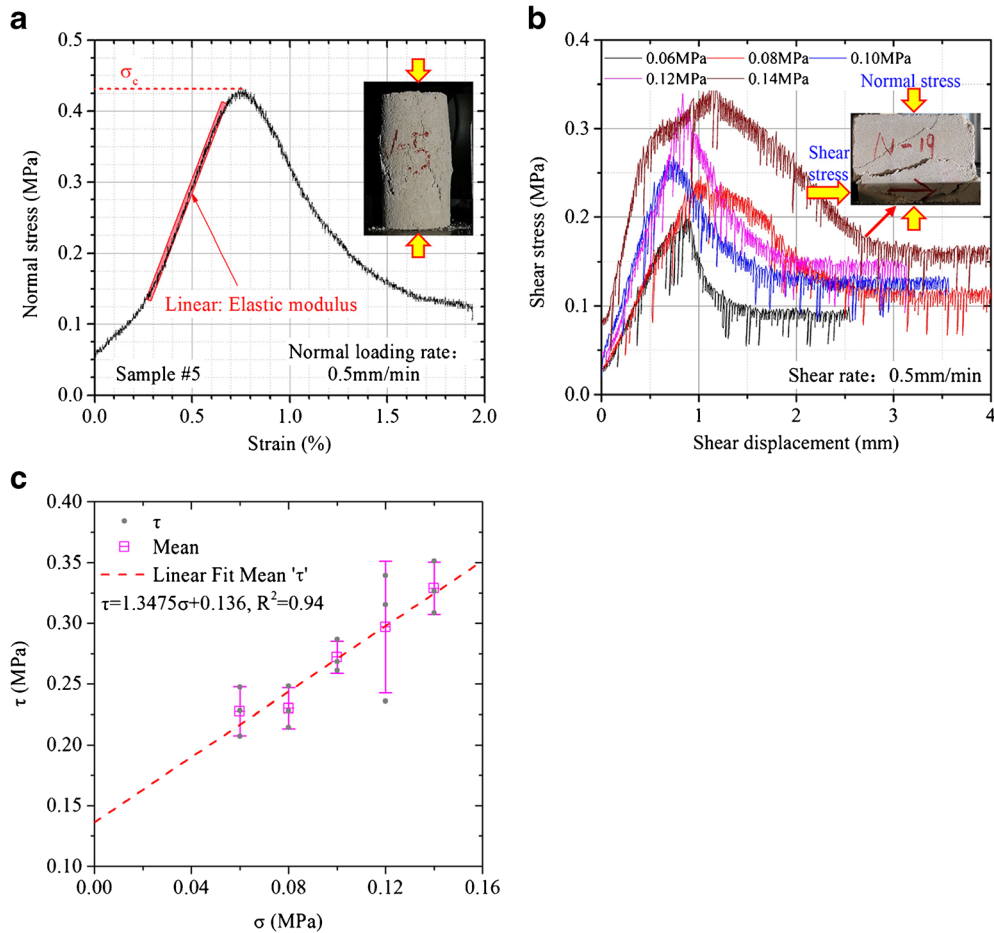 a
0.5
0.4
0.3
0.2
0.1
0.0
Normal stress (MPa)
σc
Linear: Elastic modulus
Normal loading rate:
0.5mm/min
Sample #5
1-5
0.0 0.5 1.0 1.5 2.0
Strain (%)
b
0.4
0.3
0.2
0.1
0.0
Shear stress (MPa)
0.06MPa 0.08MPa 0.10MPa
0.12MPa 0.14MPa
Normal stress
Shear
stress
N-19
Shear rate: 0.5mm/min
0 1 2 3 4
Shear displacement (mm)
c
0.40
0.35
0.30
0.25
0.20
0.15
0.10
τ (MPa)
τ
Mean
Linear Fit Mean 'τ'
τ=1.3475σ+0.136, R²=0.94
0.00 0.04 0.08 0.12 0.16
σ (MPa)